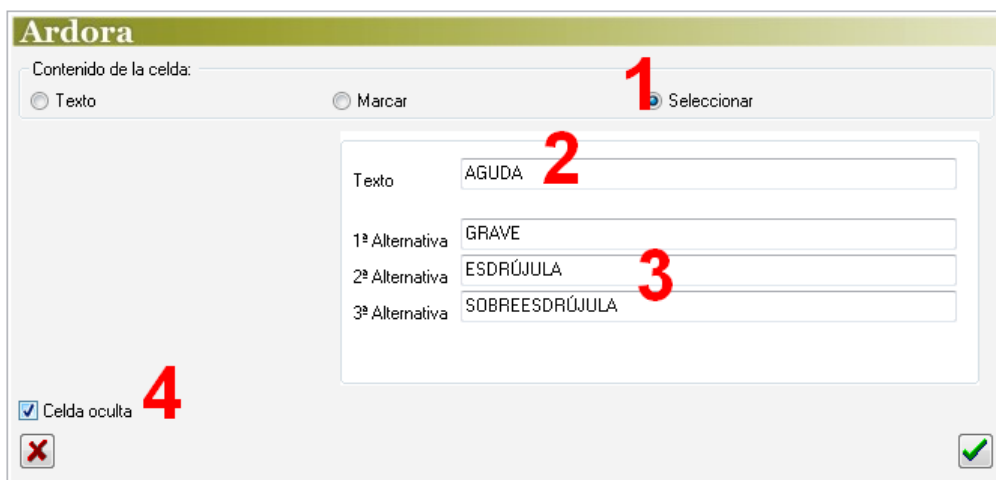 Ardora
Contenido de la celda:
Texto Marcar 1 Seleccionar
Texto AGUDA 2
1ª Alternativa GRAVE
2ª Alternativa ESDRÚJULA 3
3ª Alternativa SOBREESDRÚJULA
Celda oculta 4